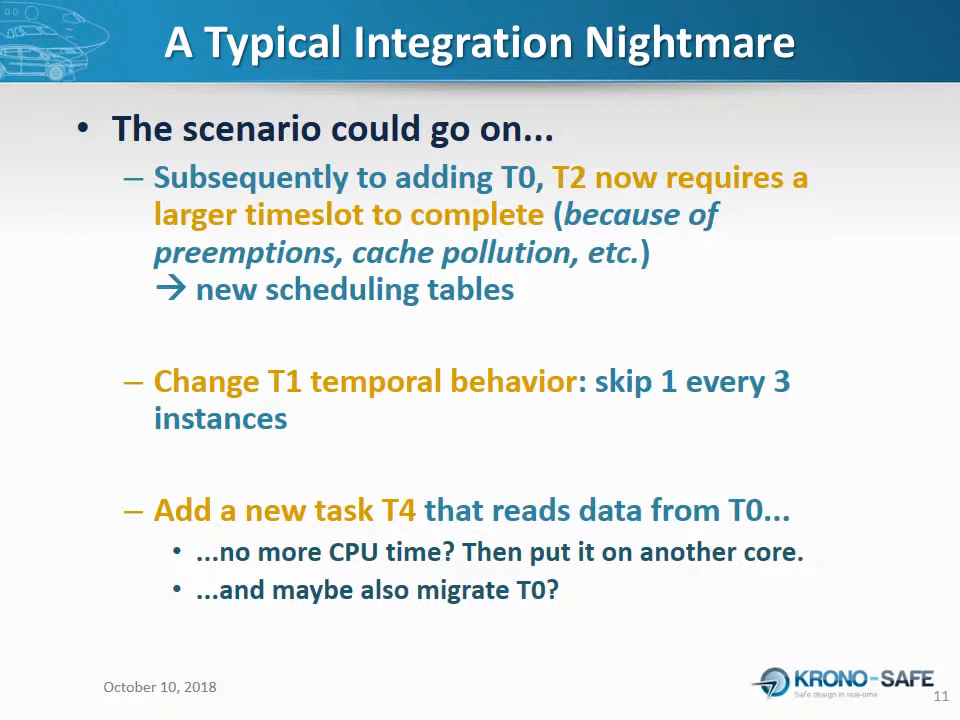 A Typical Integration Nightmare
• The scenario could go on...
– Subsequently to adding T0, T2 now requires a
larger timeslot to complete (because of
preemptions, cache pollution, etc.)
→ new scheduling tables
– Change T1 temporal behavior: skip 1 every 3
instances
– Add a new task T4 that reads data from T0...
• ...no more CPU time? Then put it on another core.
• ...and maybe also migrate T0?
October 10, 2018
KRONO-SAFE
Safe design in real-time
11